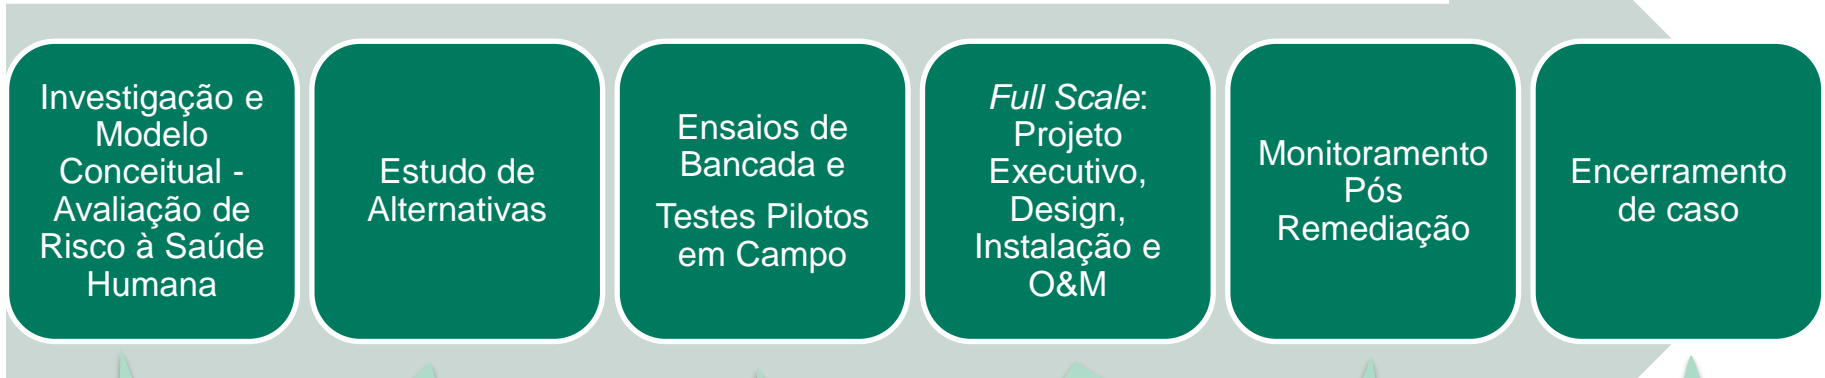 Investigação e
Modelo
Conceitual -
Avaliação de
Risco à Saúde
Humana
Estudo de
Alternativas
Ensaios de
Bancada e
Testes Pilotos
em Campo
Full Scale:
Projeto
Executivo,
Design,
Instalação e
O&M
Monitoramento
Pós
Remediação
Encerramento
de caso